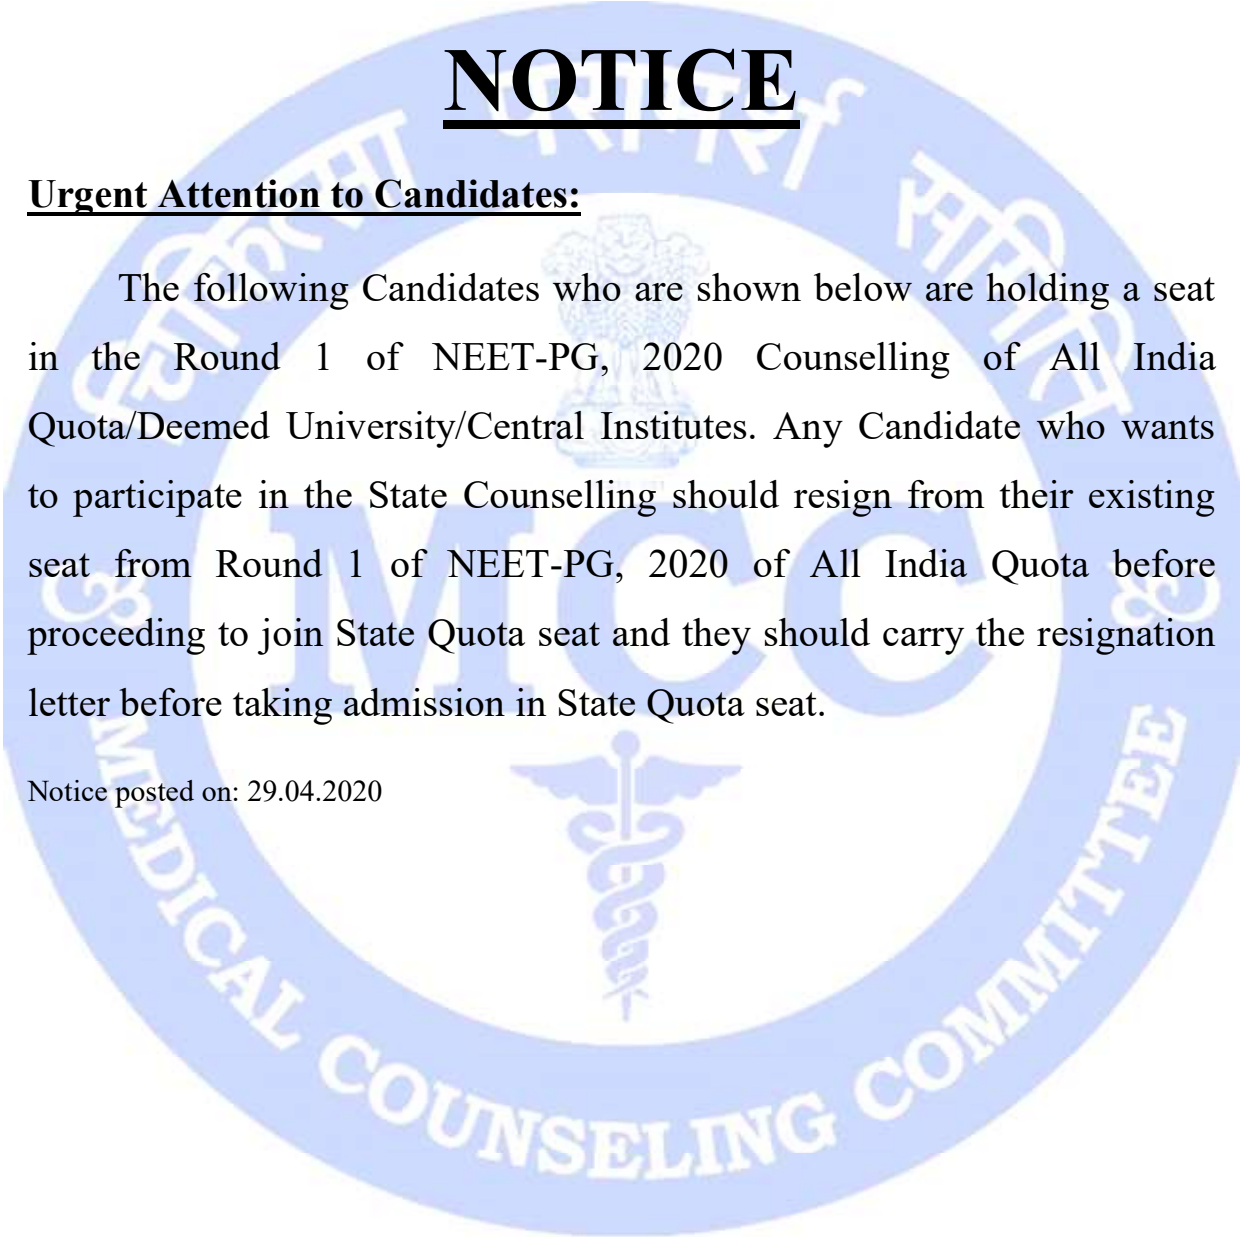 NOTICE
Urgent Attention to Candidates:
The following Candidates who are shown below are holding a seat
in the Round 1 of NEET-PG, 2020 Counselling of All India
Quota/Deemed University/Central Institutes. Any Candidate who wants
to participate in the State Counselling should resign from their existing
seat from Round 1 of NEET-PG, 2020 of All India Quota before
proceeding to join State Quota seat and they should carry the resignation
letter before taking admission in State Quota seat.
Notice posted on: 29.04.2020
चिकित्सा परामर्श समिति
MCC
MEDICAL COUNSELING COMMITTEE